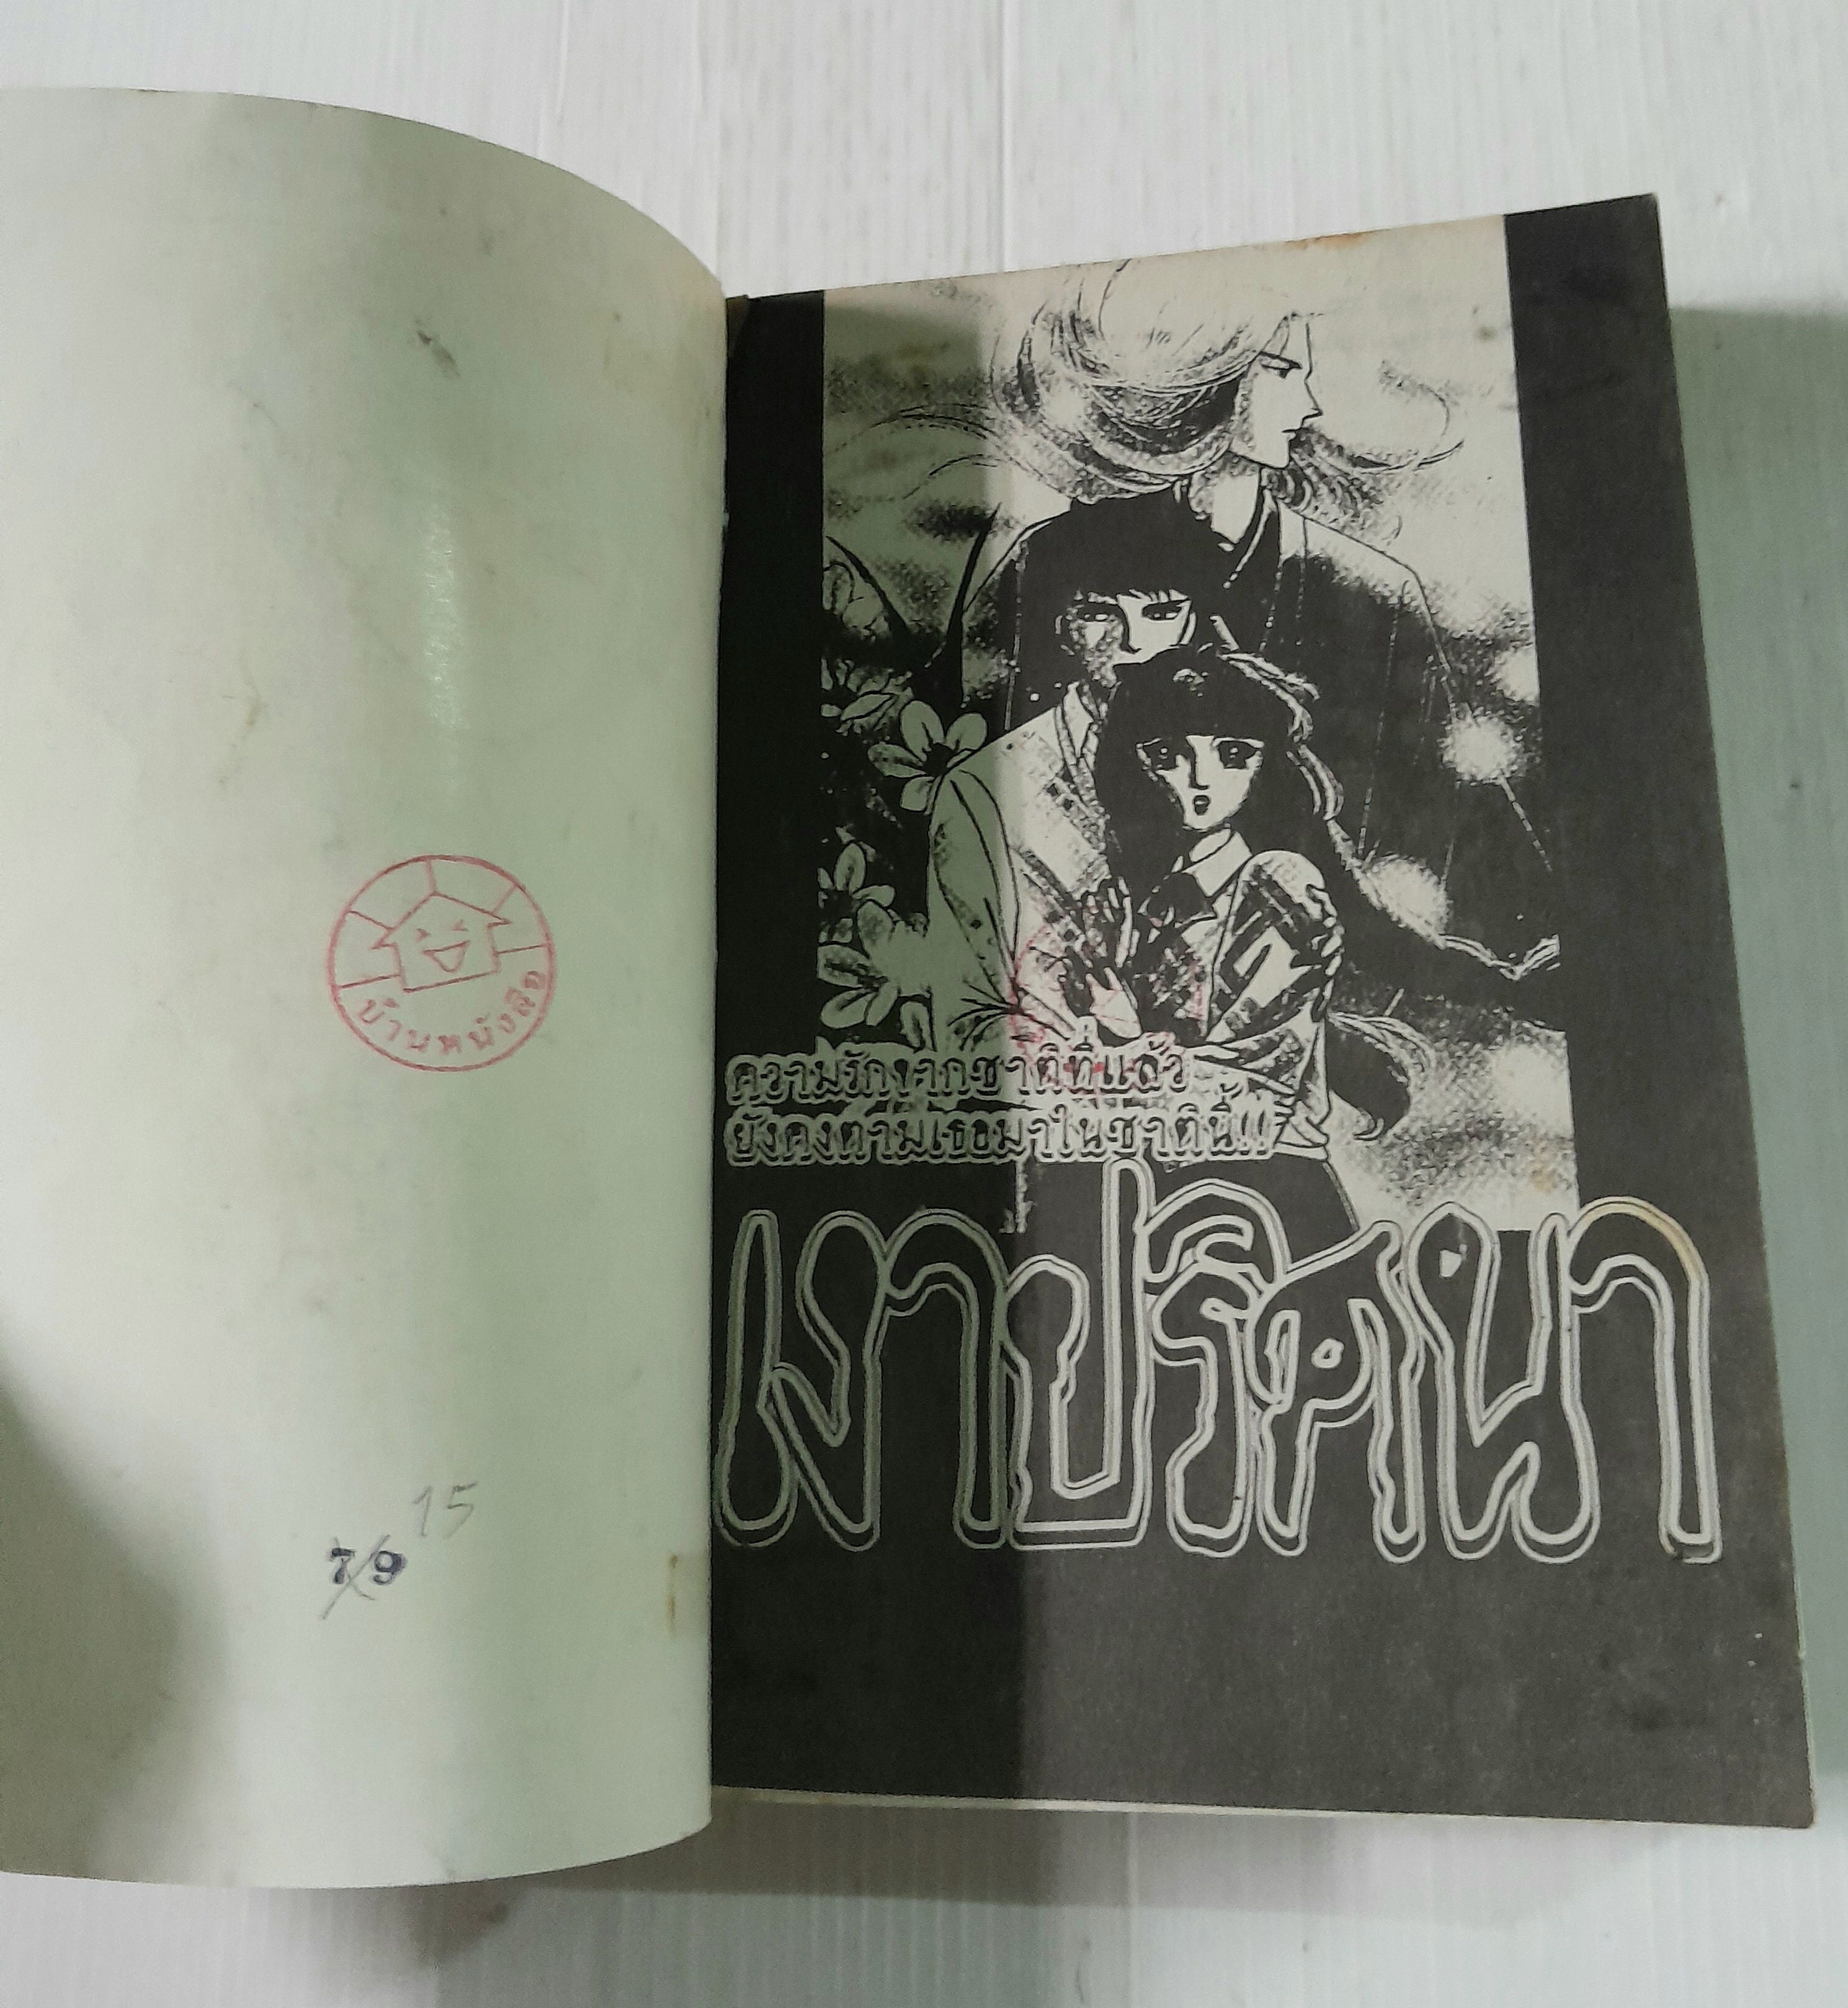 บ้านหนังสือ
15
79
ความรักจากชาติที่แล้ว
ยังคงตามเธอมาในชาตินี้!!
เงาปริศนา